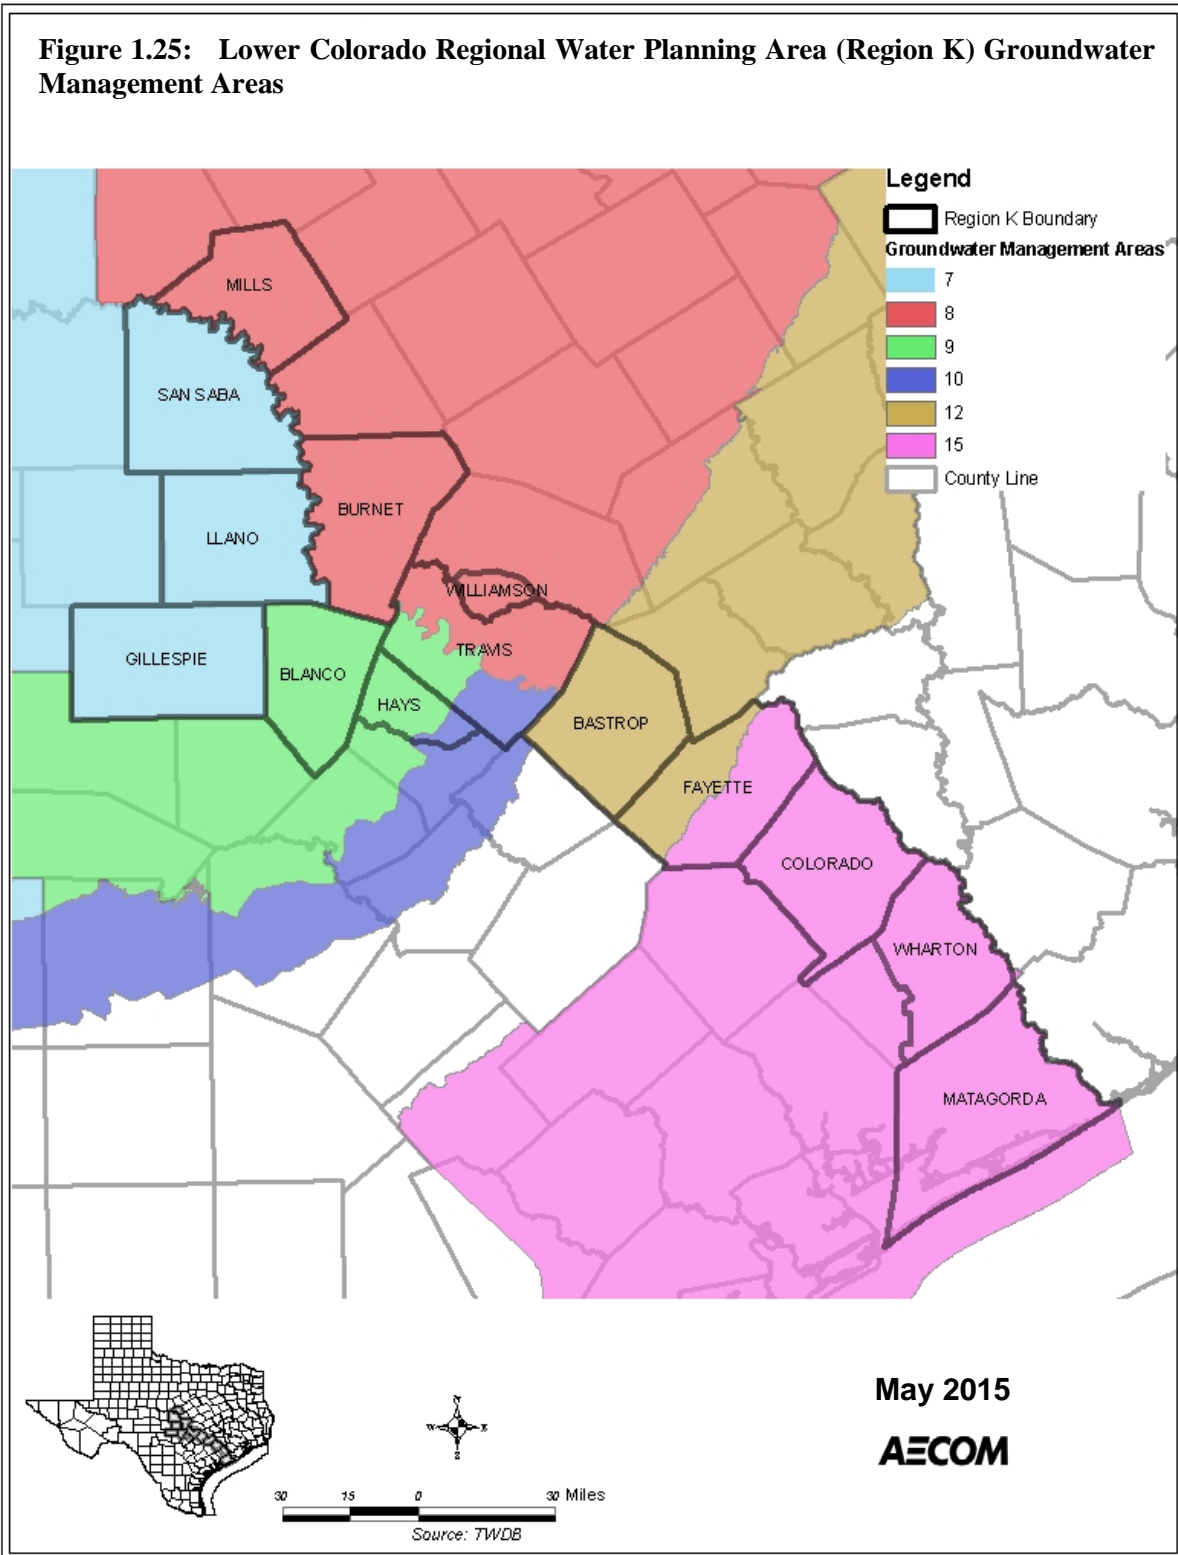 Figure 1.25: Lower Colorado Regional Water Planning Area (Region K) Groundwater
Management Areas
Legend
Region K Boundary
Groundwater Management Areas
7
8
9
10
12
15
County Line
MILLS
SAN SABA
BURNET
LLANO
WILLIAMSON
TRAVIS
GILLESPIE
BLANCO
HAYS
BASTROP
FAYETTE
COLORADO
WHARTON
MATAGORDA
May 2015
AECOM
N
W E
S
30 15 0 30 Miles
Source: TWDB